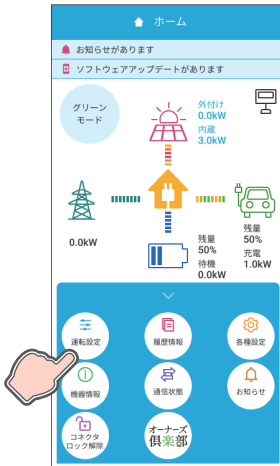 ホーム
お知らせがあります
ソフトウェアアップデートがあります
グリーン
モード
外付け
0.0kW
内蔵
3.0kW
0.0kW
残量
50%
待機
0.0kW
残量
50%
充電
1.0kW
運転設定
履歴情報
各種設定
機器情報
通信状態
お知らせ
コネクタ
ロック解除
オーナーズ
倶楽部